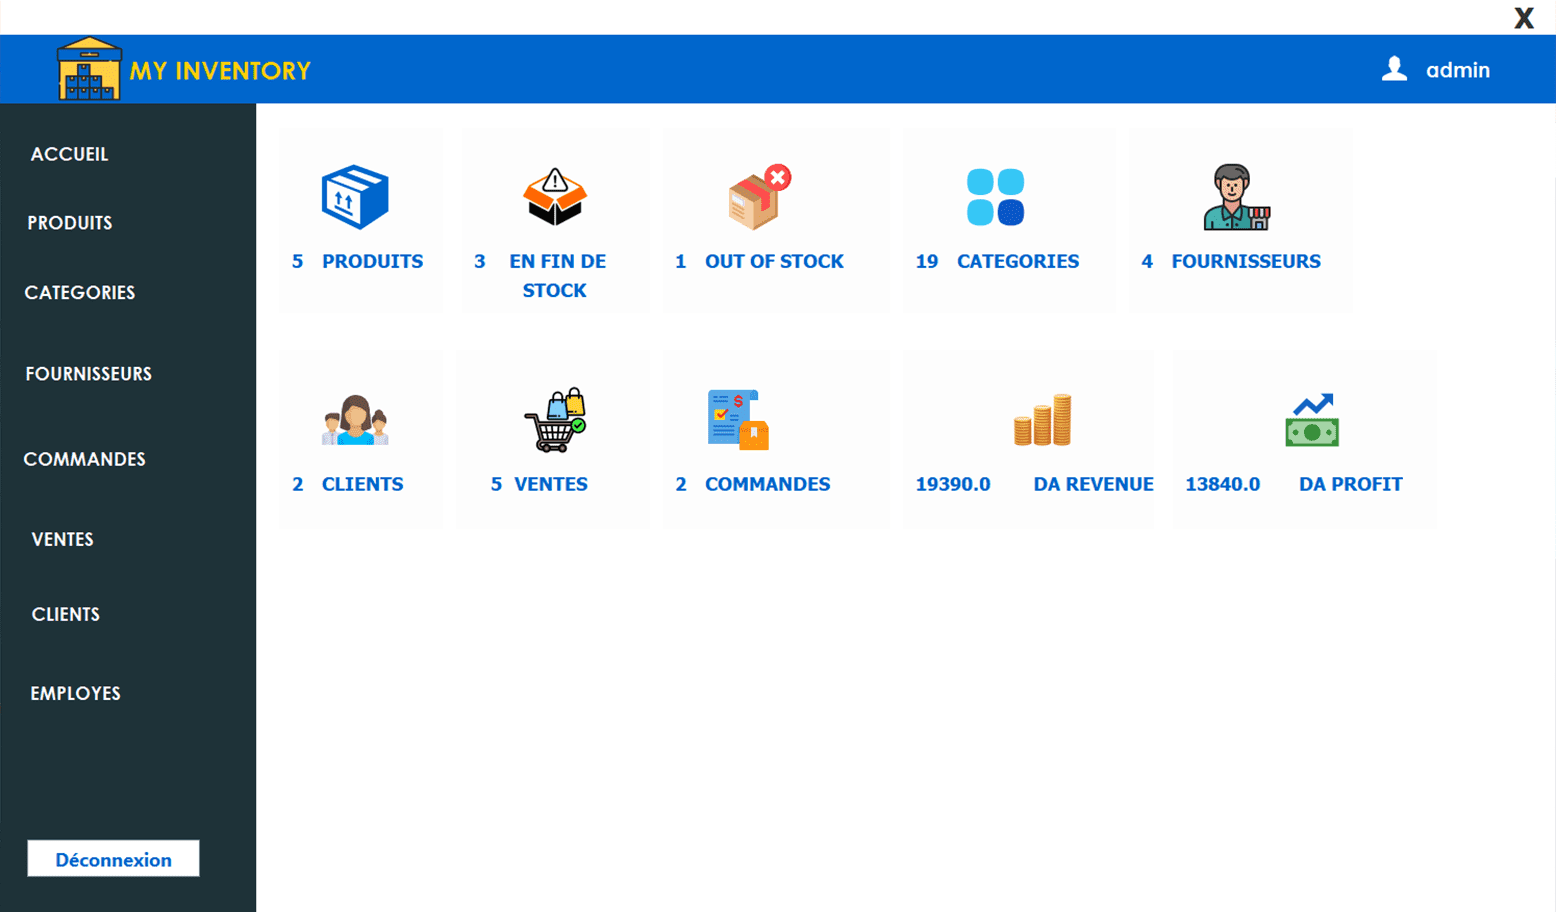 X
MY INVENTORY
admin
ACCUEIL
PRODUITS
CATEGORIES
FOURNISSEURS
COMMANDES
VENTES
CLIENTS
EMPLOYES
Déconnexion
5 PRODUITS
3 EN FIN DE
STOCK
1 OUT OF STOCK
19 CATEGORIES
4 FOURNISSEURS
2 CLIENTS
5 VENTES
2 COMMANDES
19390.0 DA REVENUE
13840.0 DA PROFIT